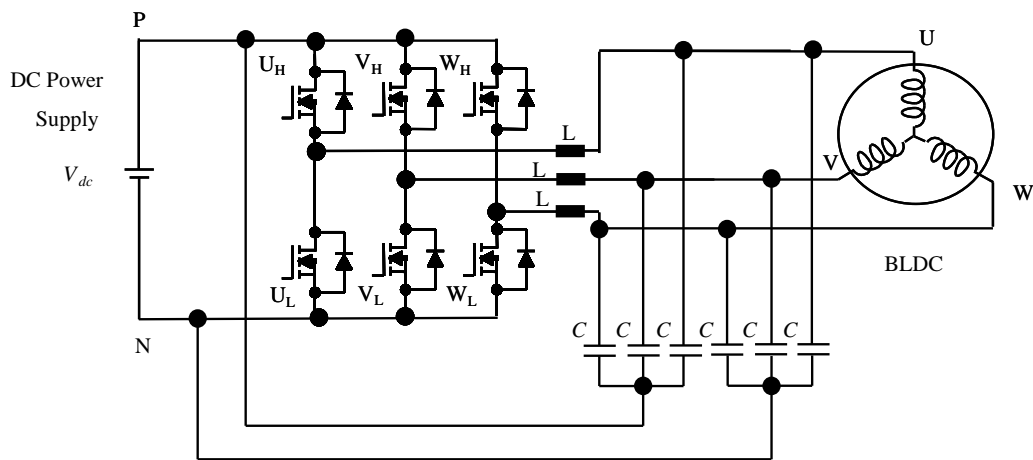 P
DC Power
Supply
V_dc
N
U_H
V_H
W_H
U_L
V_L
W_L
L
L
L
U
V
W
BLDC
C
C
C
C
C
C